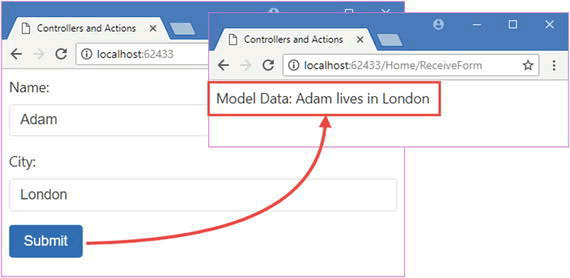 Controllers and Actions
localhost:62433
Name:
Adam
City:
London
Submit
Controllers and Actions
localhost:62433/Home/ReceiveForm
Model Data: Adam lives in London